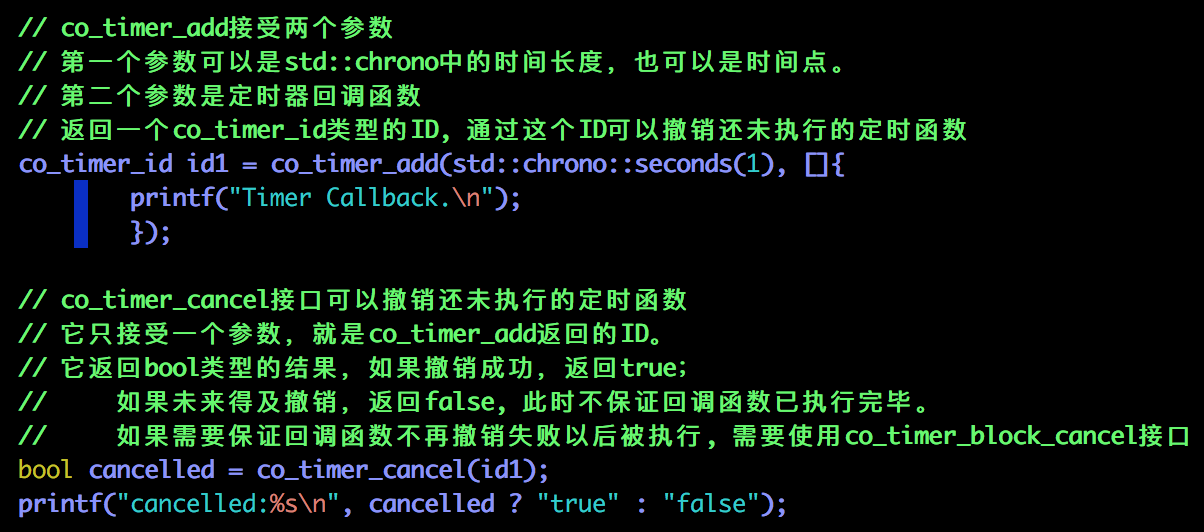 // co_timer_add接受两个参数
// 第一个参数可以是std::chrono中的时间长度，也可以是时间点。
// 第二个参数是定时器回调函数
// 返回一个co_timer_id类型的ID，通过这个ID可以撤销还未执行的定时函数
co_timer_id id1 = co_timer_add(std::chrono::seconds(1), []{
        printf("Timer Callback.\n");
        });
// co_timer_cancel接口可以撤销还未执行的定时函数
// 它只接受一个参数，就是co_timer_add返回的ID。
// 它返回bool类型的结果，如果撤销成功，返回true；
//     如果未来得及撤销，返回false，此时不保证回调函数已执行完毕。
//     如果需要保证回调函数不再撤销失败以后被执行，需要使用co_timer_block_cancel接口
bool cancelled = co_timer_cancel(id1);
printf("cancelled:%s\n", cancelled ? "true" : "false");